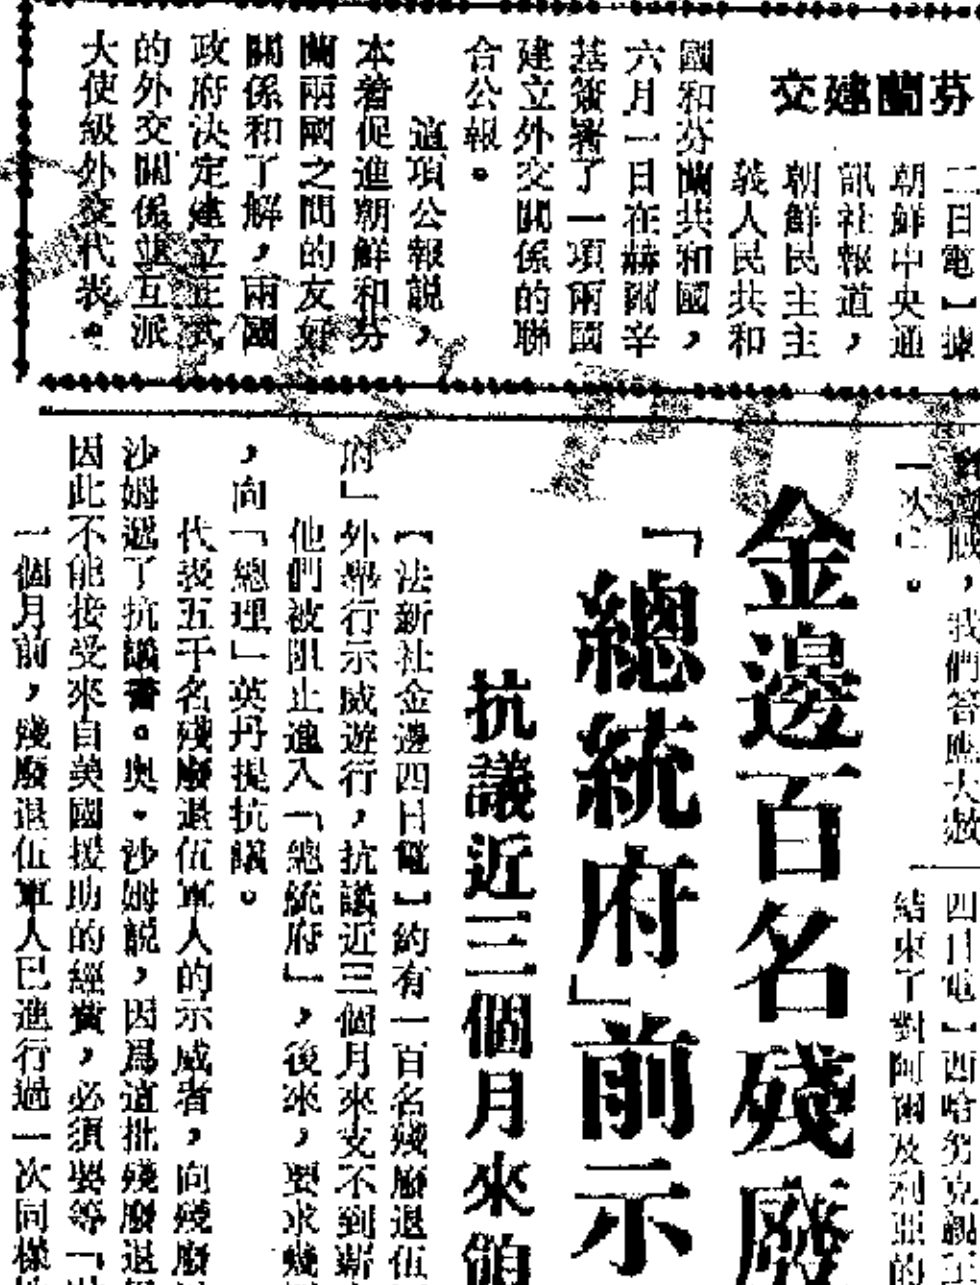 芬蘭建交
二日電】據
朝鮮中央通
訊社報道，
朝鮮民主主
義人民共和
國和芬蘭共和國，
六月一日在赫爾辛
基簽署了一項兩國
建立外交關係的聯
合公報。
這項公報說，
本着促進朝鮮和芬
蘭兩國之間的友好
關係和了解，兩國
政府決定建立正式
的外交關係並互派
大使級外交代表。
我們答應大赦
四日電】西哈努克親王
結束了對阿爾及利亞的
金邊百名殘廢
「總統府」前示
抗議近三個月來領
【法新社金邊四日電】約有一百名殘廢退伍
外舉行示威遊行，抗議近三個月來支不到薪
府」
他們被阻止進入「總統府」，後來，要求幾
，向「總理」英丹提抗議。
代表五千名殘廢退伍軍人的示威者，向殘廢
沙姆遞了抗議書。奧·沙姆說，因爲這批殘廢退
因此不能接受來自美國援助的經費，必須要等「
一個月前，殘廢退伍軍人已進行過一次同樣